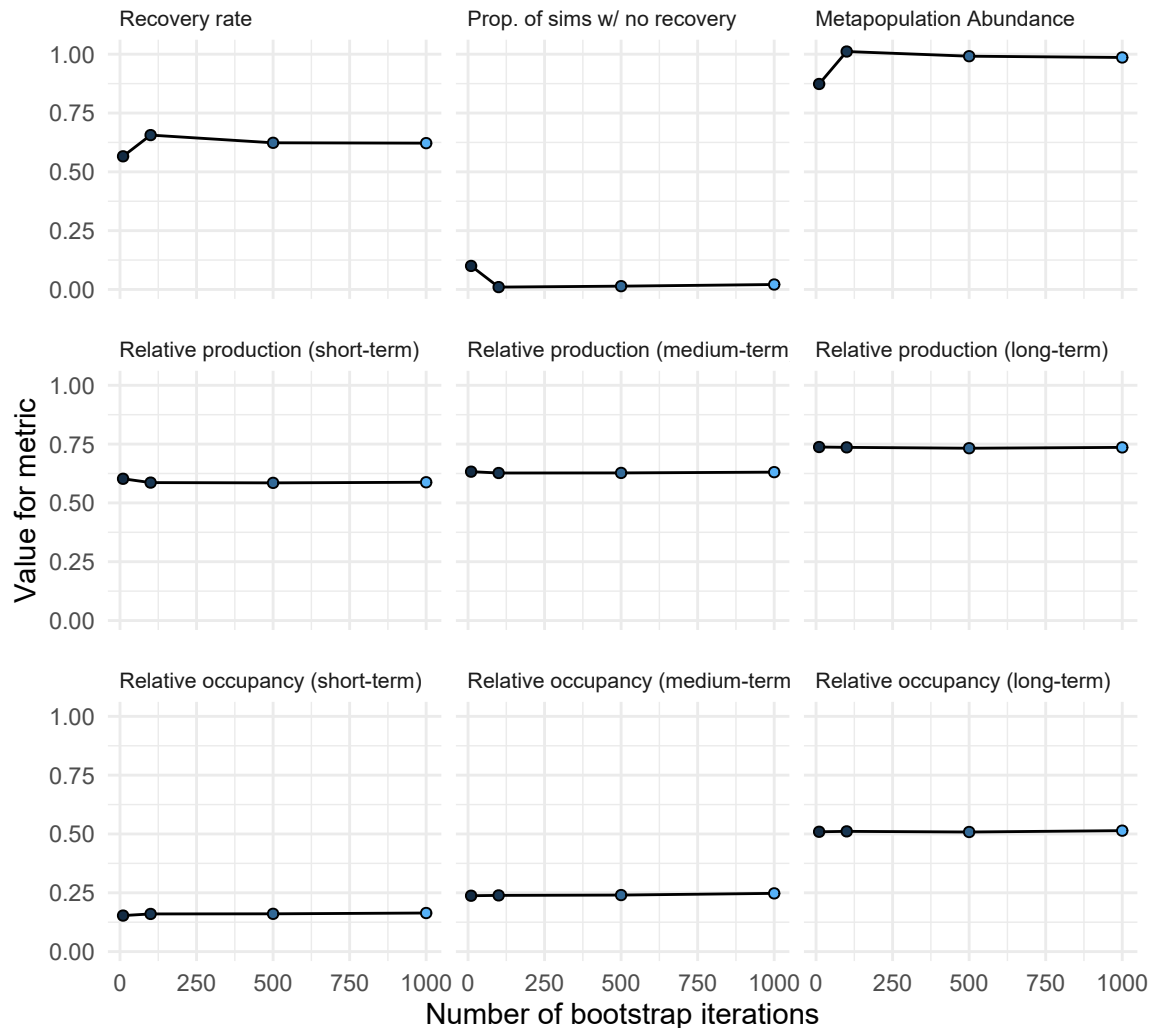 Recovery rate
Prop. of sims w/ no recovery
Metapopulation Abundance
1.00
0.75
0.50
0.25
0.00
Relative production (short-term)
Relative production (medium-term
Relative production (long-term)
1.00
0.75
0.50
0.25
0.00
Value for metric
Relative occupancy (short-term)
Relative occupancy (medium-term
Relative occupancy (long-term)
1.00
0.75
0.50
0.25
0.00
0 250 500 750 1000
0 250 500 750 1000
0 250 500 750 1000
Number of bootstrap iterations